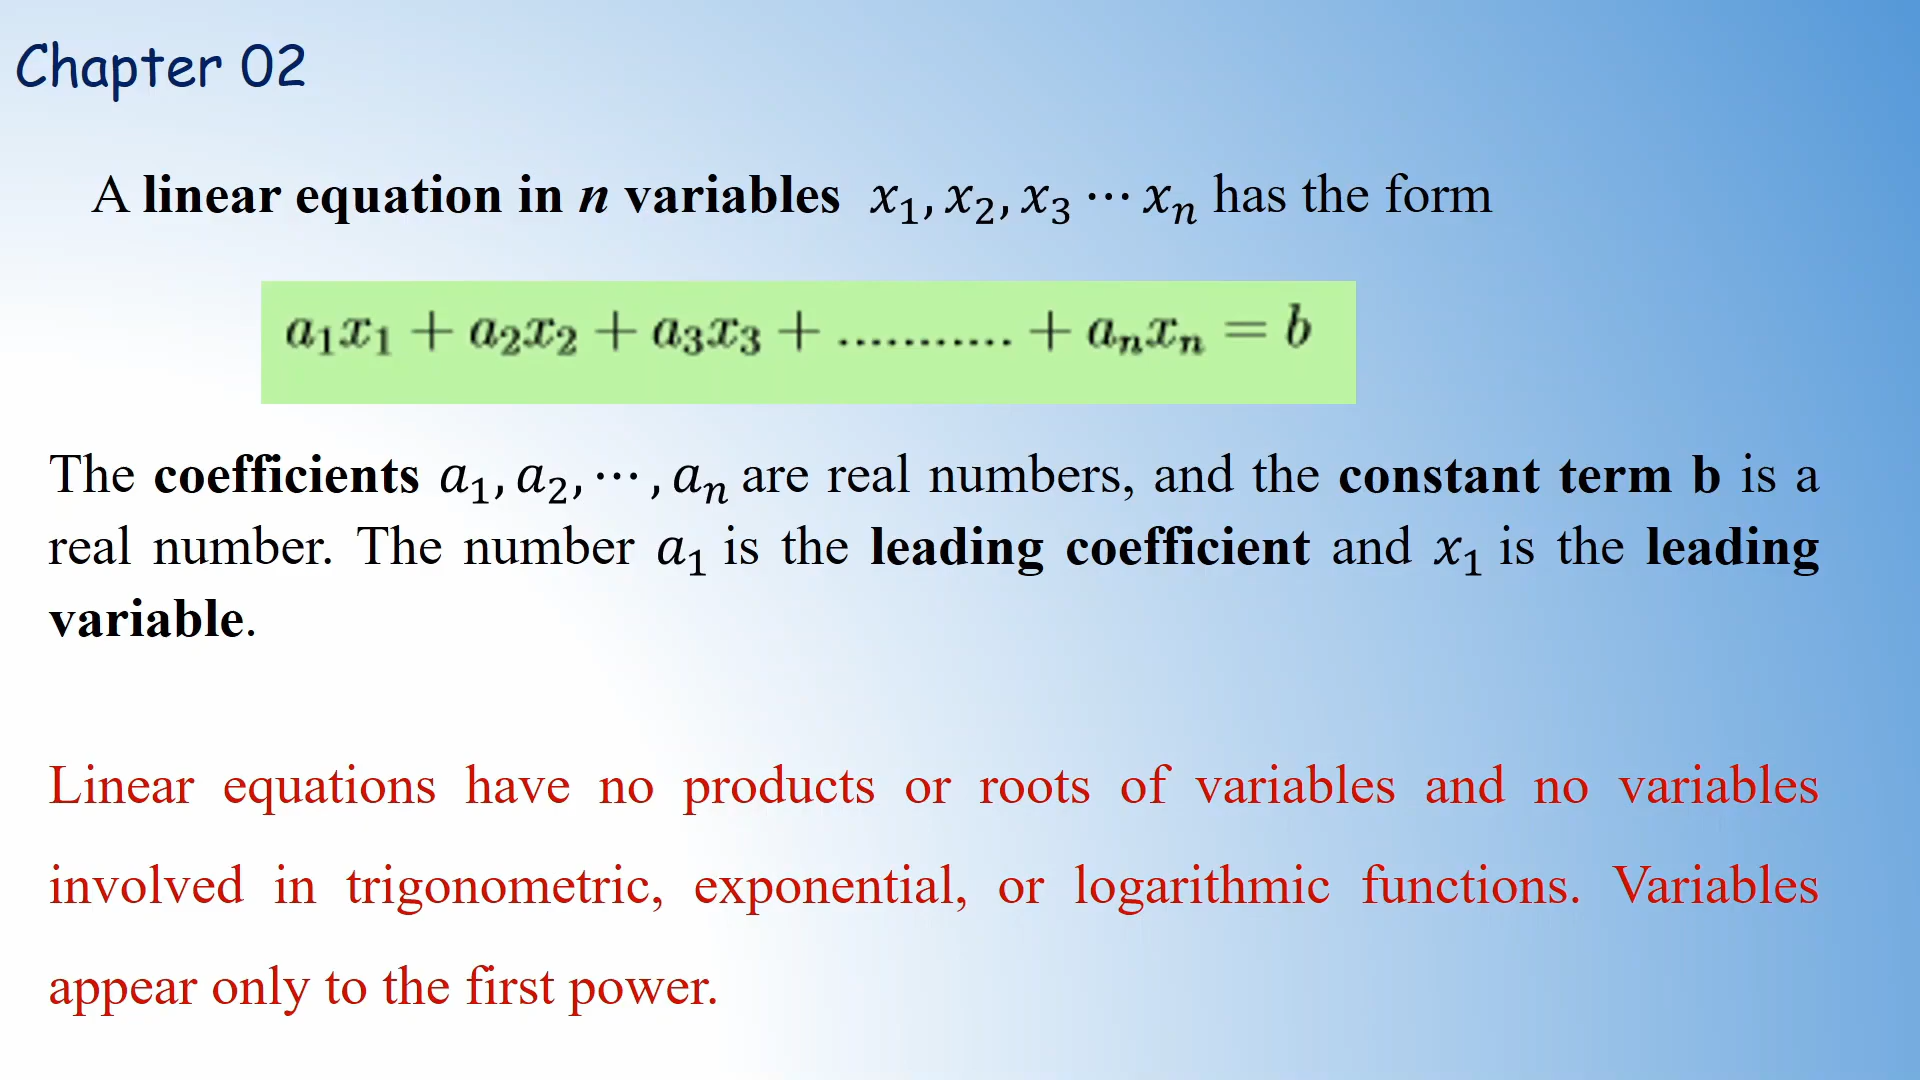 Chapter 02
A linear equation in n variables x₁, x₂, x₃ ⋯ xₙ has the form
a₁x₁ + a₂x₂ + a₃x₃ + ........... + aₙxₙ = b
The coefficients a₁, a₂, ⋯ , aₙ are real numbers, and the constant term b is a
real number. The number a₁ is the leading coefficient and x₁ is the leading
variable.
Linear equations have no products or roots of variables and no variables
involved in trigonometric, exponential, or logarithmic functions. Variables
appear only to the first power.